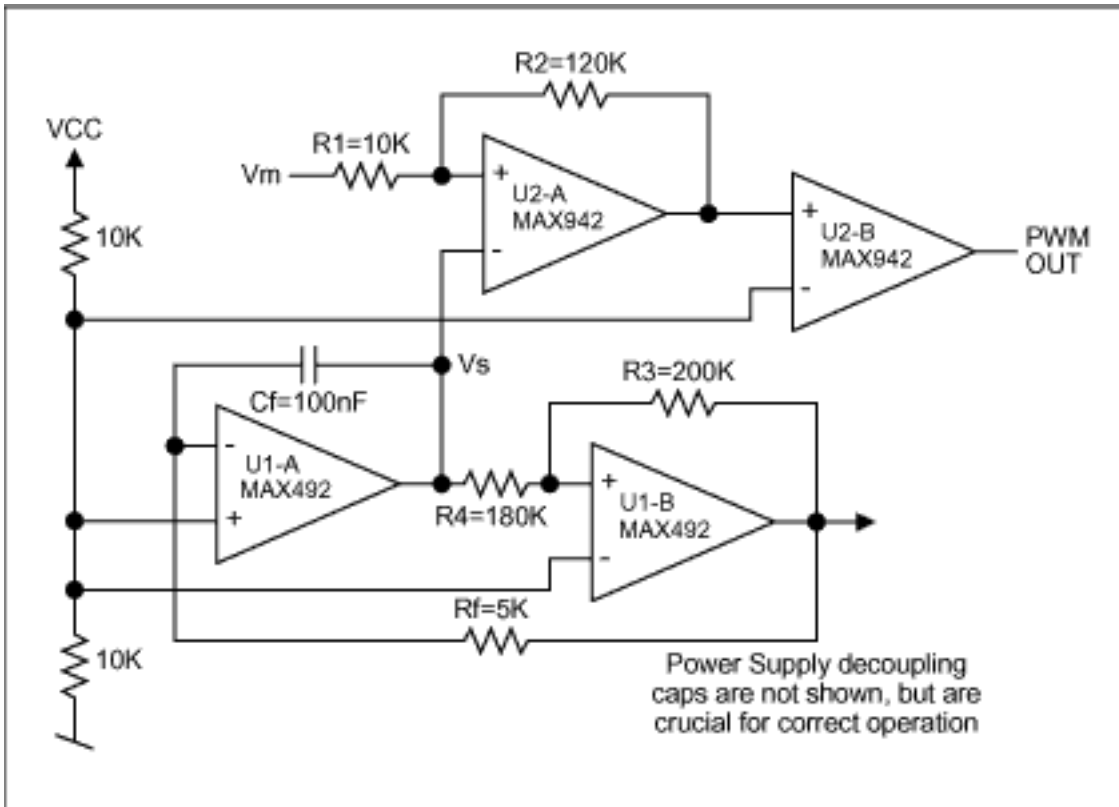 R2=120K
VCC
R1=10K
Vm
+
U2-A
MAX942
-
10K
+
U2-B
MAX942
-
PWM
OUT
Vs
Cf=100nF
R3=200K
-
U1-A
MAX492
+
R4=180K
+
U1-B
MAX492
-
Rf=5K
10K
Power Supply decoupling
caps are not shown, but are
crucial for correct operation